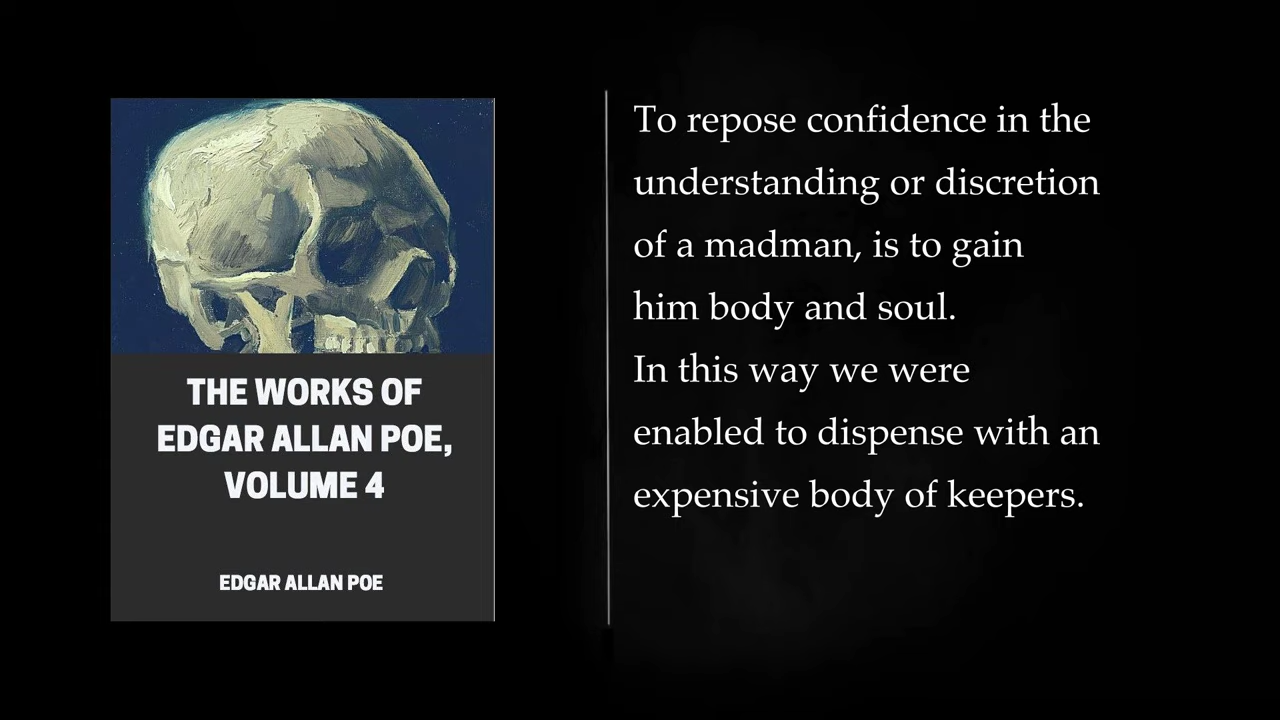 THE WORKS OF
EDGAR ALLAN POE,
VOLUME 4
EDGAR ALLAN POE
To repose confidence in the
understanding or discretion
of a madman, is to gain
him body and soul.
In this way we were
enabled to dispense with an
expensive body of keepers.